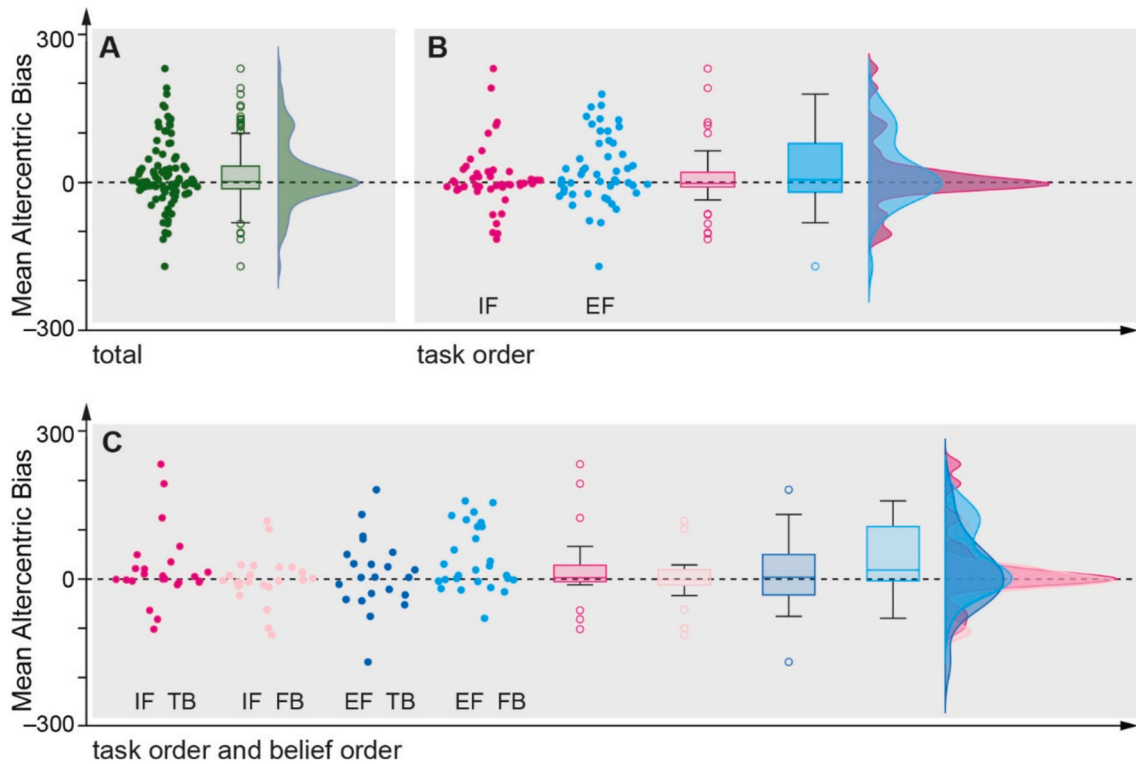 A
B
300
0
–300
Mean Altercentric Bias
IF
EF
total
task order
C
300
0
–300
Mean Altercentric Bias
IF TB
IF FB
EF TB
EF FB
task order and belief order